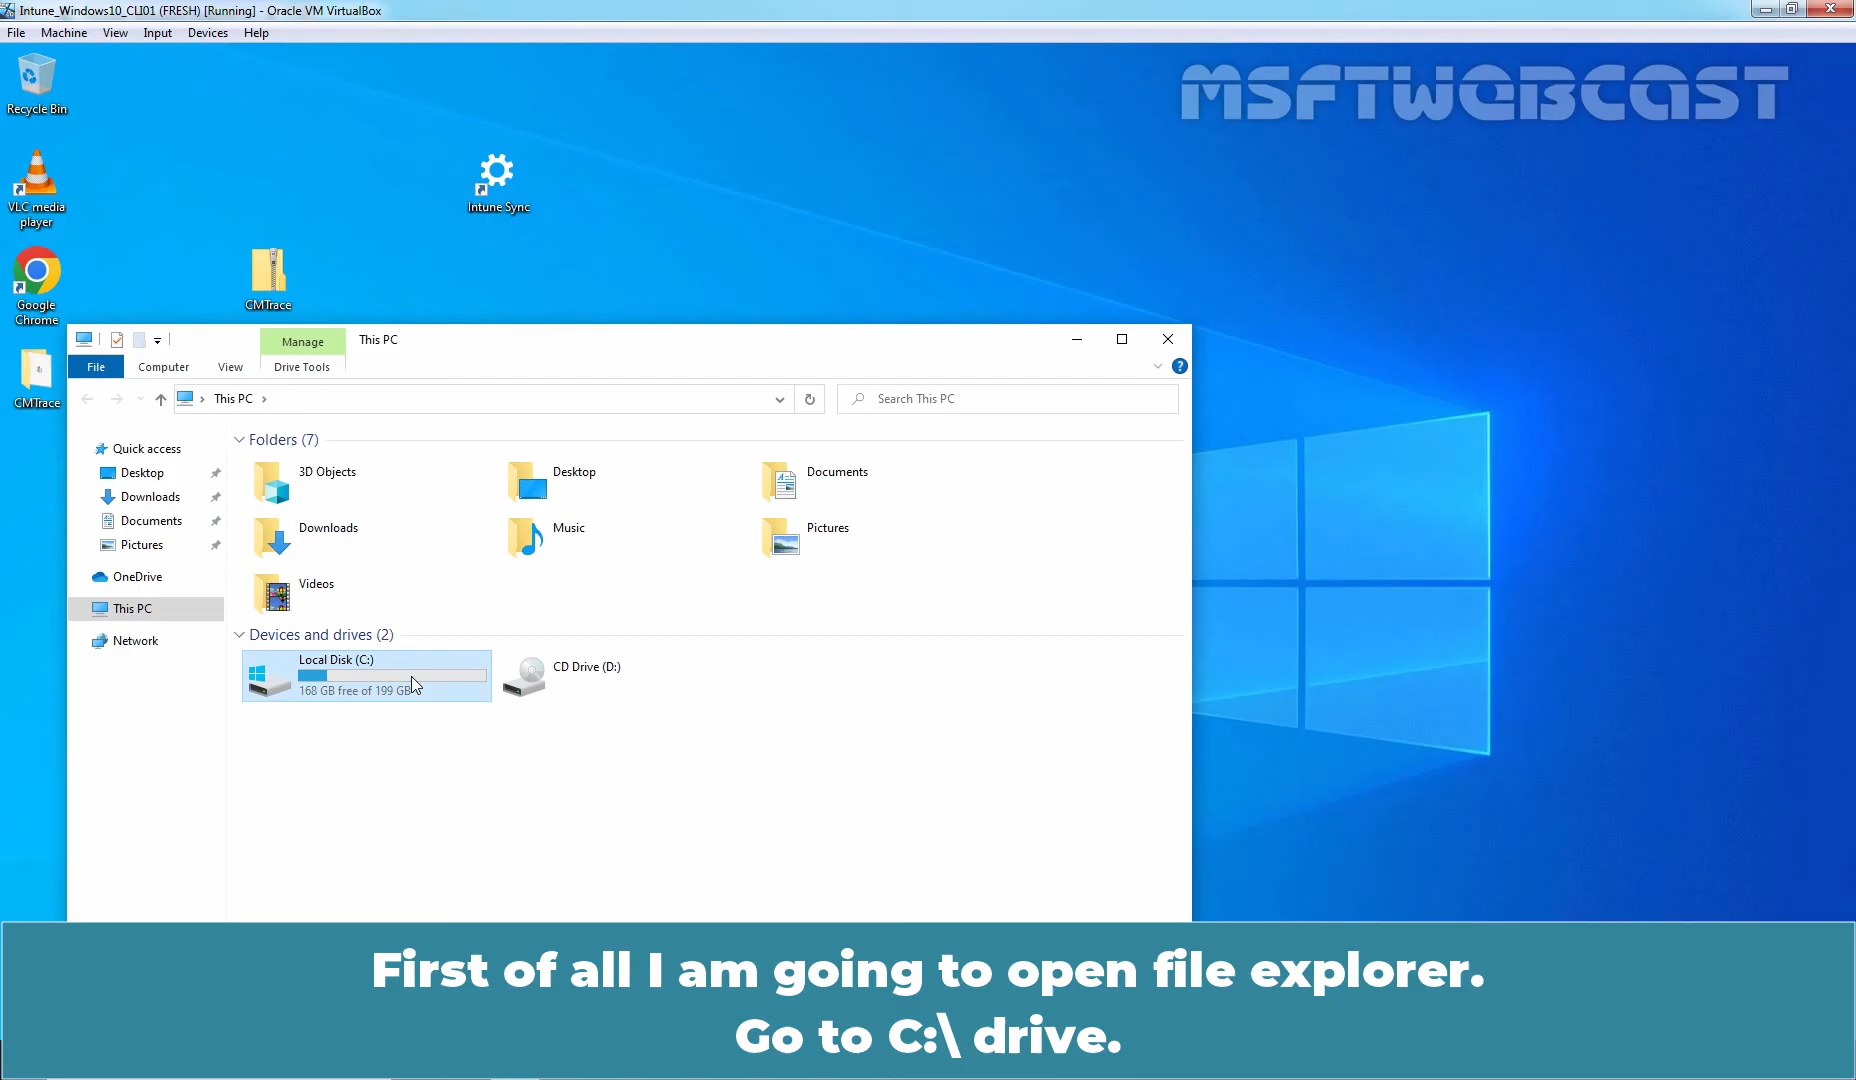 Intune_Windows10_CLI01 (FRESH) [Running] - Oracle VM VirtualBox
File Machine View Input Devices Help
MSFTWEBCAST
Recycle Bin
VLC media
player
Google
Chrome
CMTrace
Intune Sync
CMTrace
Manage
This PC
File
Computer
View
Drive Tools
This PC
Search This PC
Quick access
Desktop
Downloads
Documents
Pictures
OneDrive
This PC
Network
Folders (7)
3D Objects
Desktop
Documents
Downloads
Music
Pictures
Videos
Devices and drives (2)
Local Disk (C:)
168 GB free of 199 GB
CD Drive (D:)
First of all I am going to open file explorer.
Go to C:\ drive.